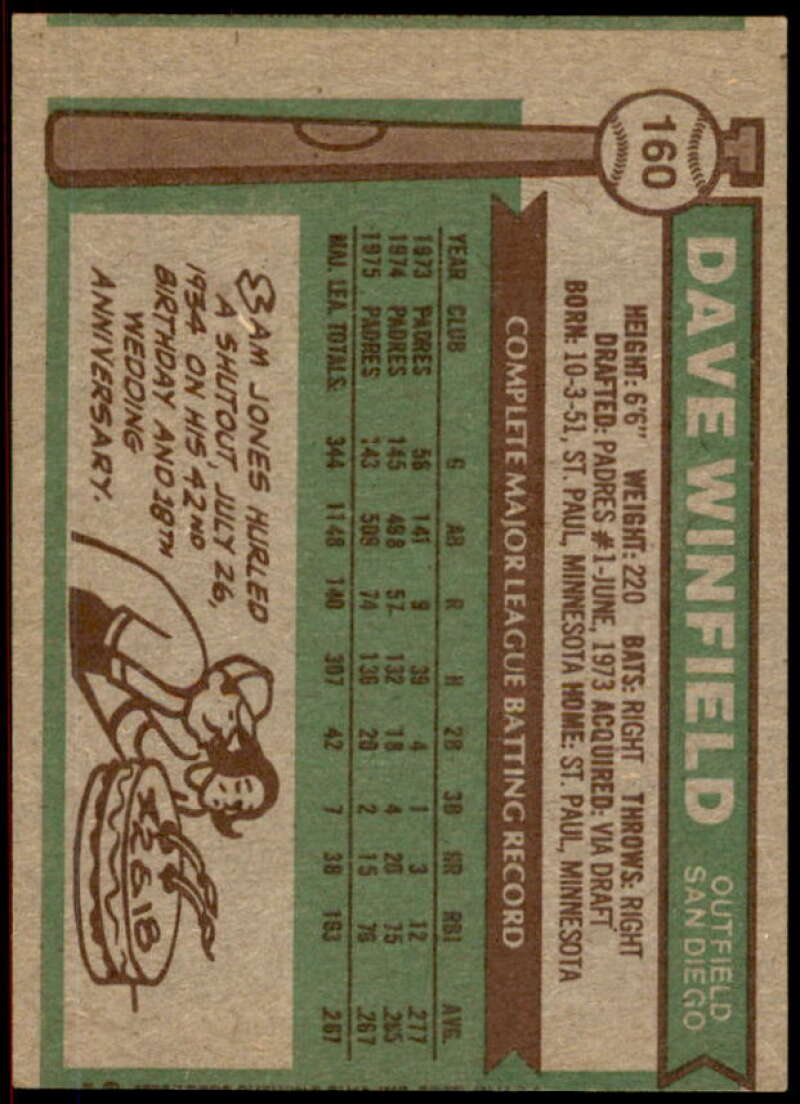 160
DAVE WINFIELD
OUTFIELD
SAN DIEGO
HEIGHT: 6'6" WEIGHT: 220 BATS: RIGHT THROWS: RIGHT
DRAFTED: PADRES #1-JUNE, 1973 ACQUIRED: VIA DRAFT
BORN: 10-3-51, ST. PAUL, MINNESOTA HOME: ST. PAUL, MINNESOTA
COMPLETE MAJOR LEAGUE BATTING RECORD
YEAR CLUB G AB R H 2B 3B HR RBI AVG.
1973 PADRES 56 141 9 39 4 1 3 12 .277
1974 PADRES 145 498 57 132 18 4 20 75 .265
1975 PADRES 143 509 74 136 20 2 15 76 .267
MAJ. LEA. TOTALS: 344 1148 140 307 42 7 38 163 .267
SAM JONES HURLED
A SHUTOUT, JULY 26,
1934 ON HIS 42ND
BIRTHDAY AND 18TH
WEDDING
ANNIVERSARY.